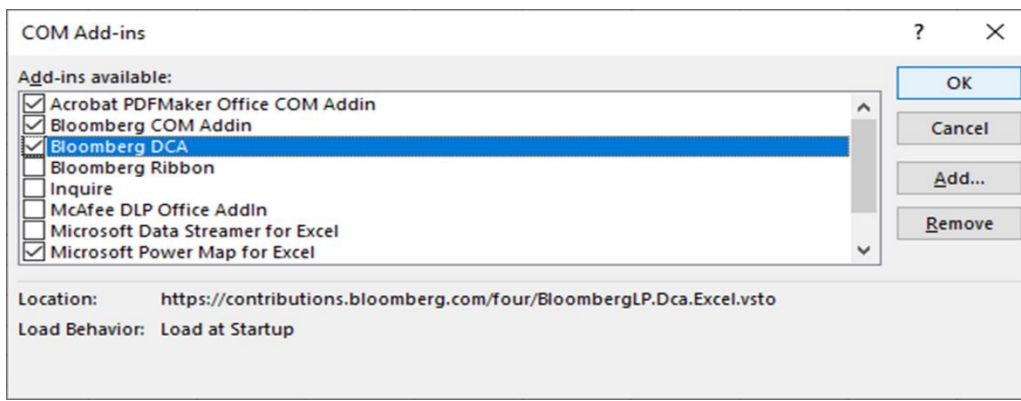 COM Add-ins ? X
Add-ins available:
Acrobat PDFMaker Office COM Addin
Bloomberg COM Addin
Bloomberg DCA
Bloomberg Ribbon
Inquire
McAfee DLP Office AddIn
Microsoft Data Streamer for Excel
Microsoft Power Map for Excel
OK
Cancel
Add...
Remove
Location: https://contributions.bloomberg.com/four/BloombergLP.Dca.Excel.vsto
Load Behavior: Load at Startup